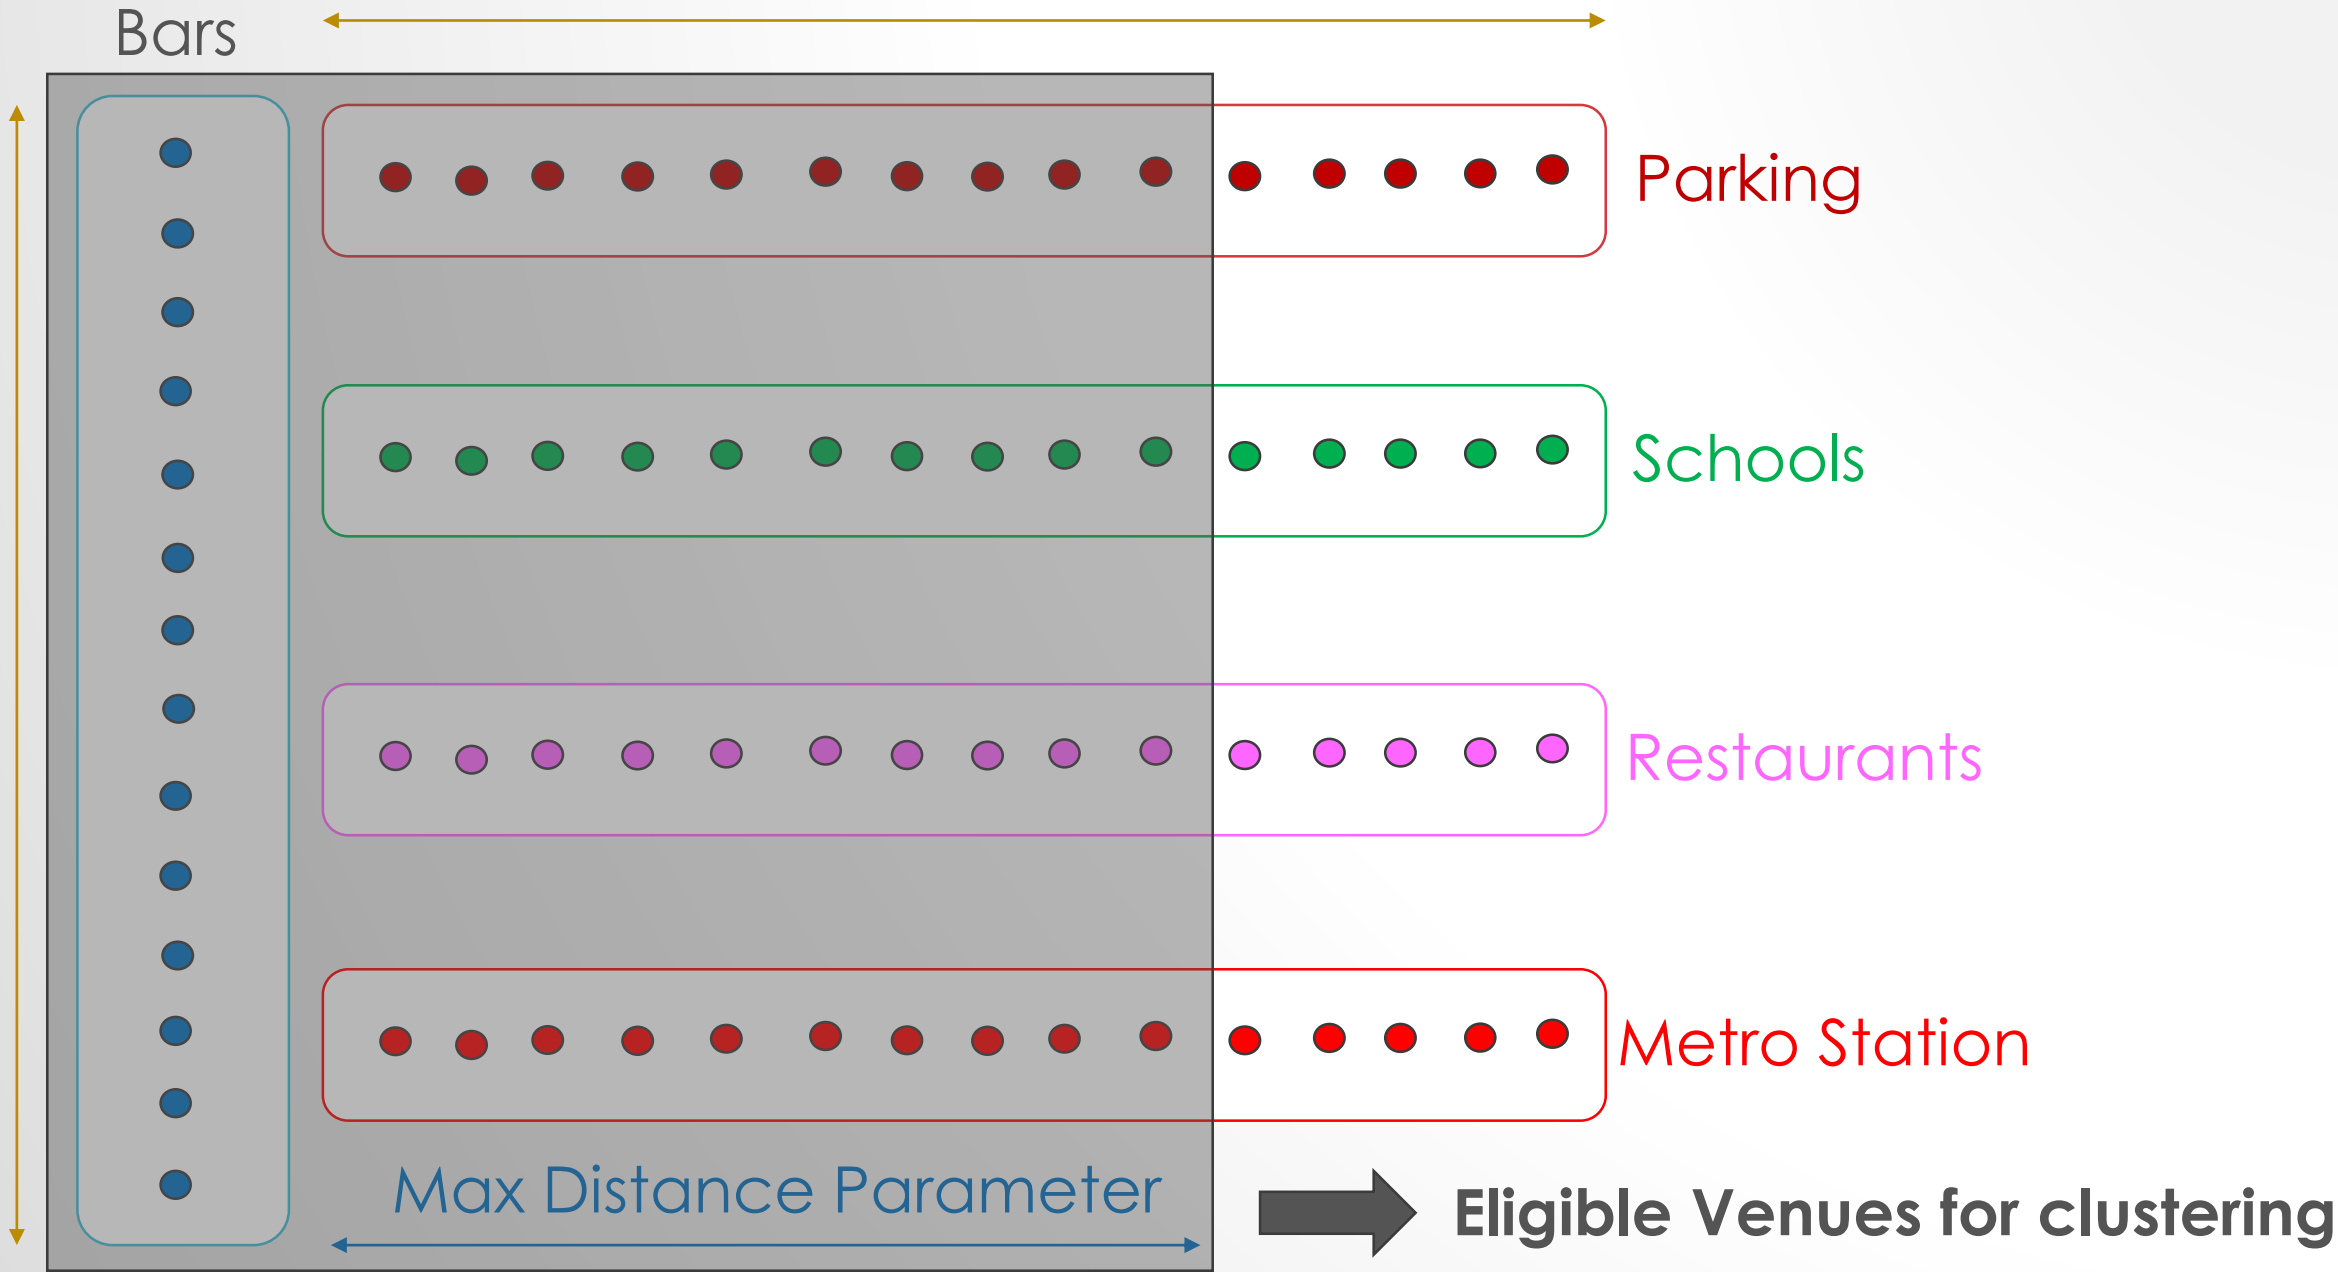 Bars
Parking
Schools
Restaurants
Metro Station
Max Distance Parameter
Eligible Venues for clustering